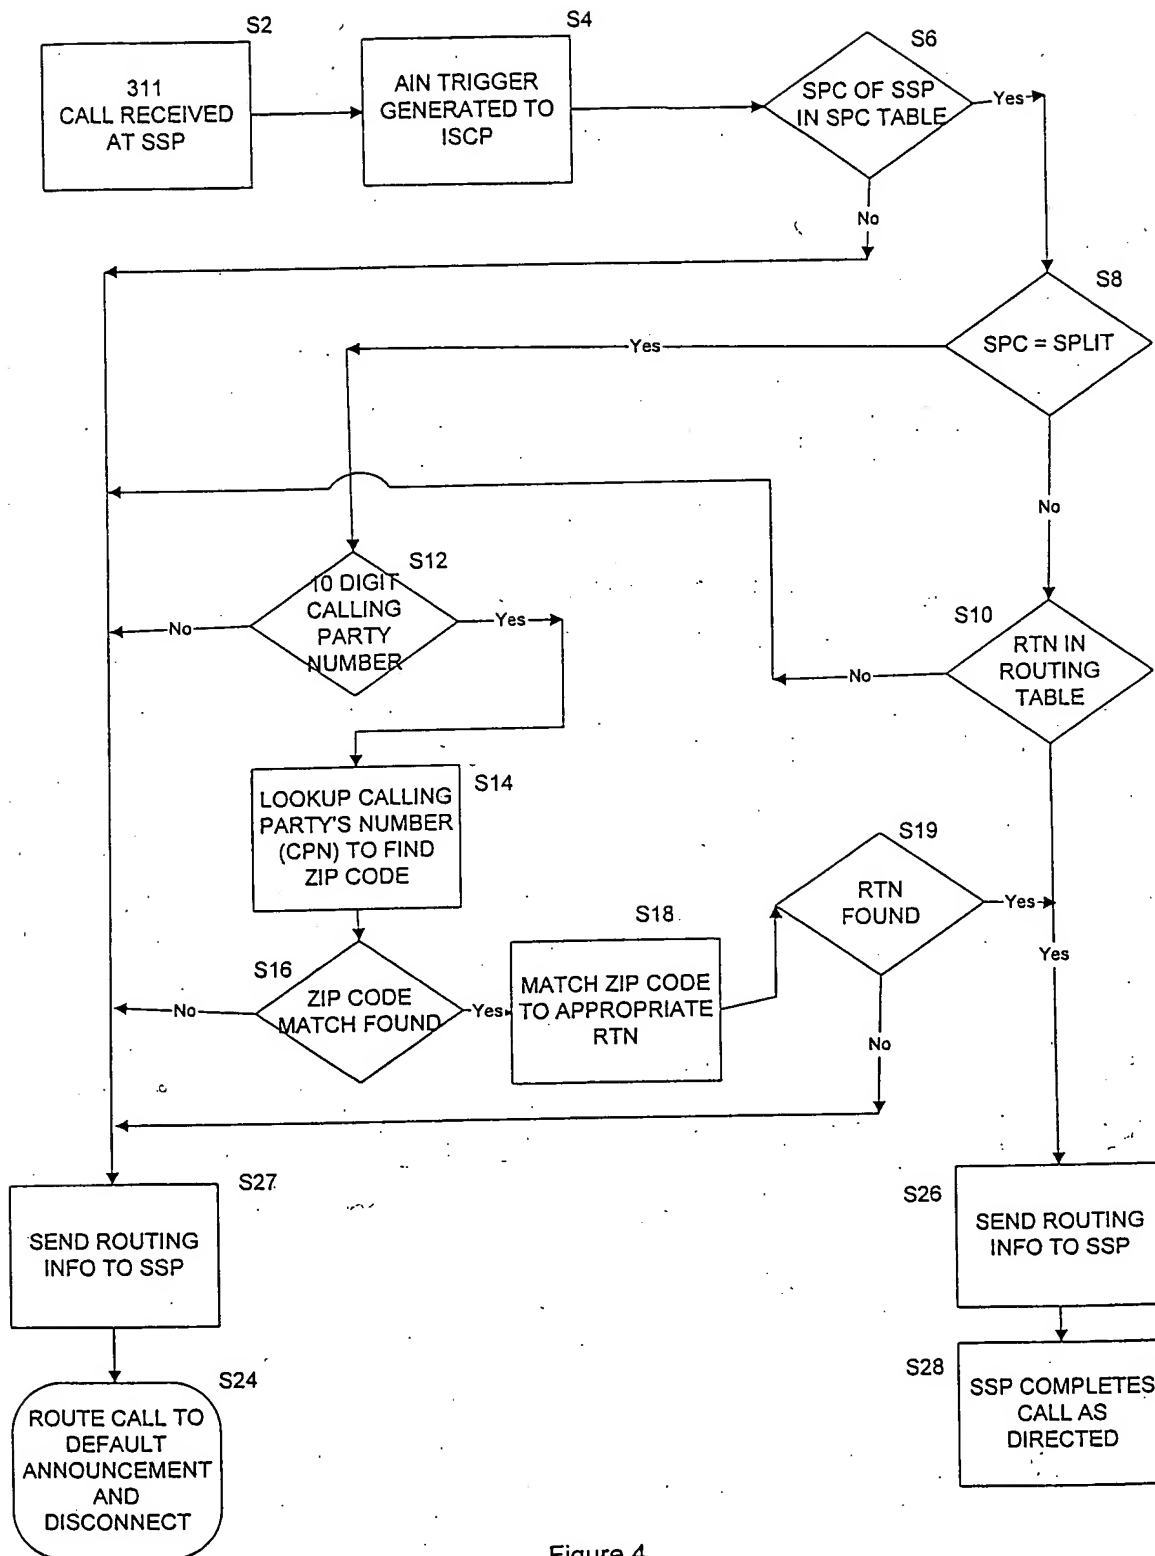 S2
311
CALL RECEIVED
AT SSP
S4
AIN TRIGGER
GENERATED TO
ISCP
S6
SPC OF SSP
IN SPC TABLE
Yes
No
S8
SPC = SPLIT
Yes
No
S12
10 DIGIT
CALLING
PARTY
NUMBER
No
Yes
S10
RTN IN
ROUTING
TABLE
No
Yes
S14
LOOKUP CALLING
PARTY'S NUMBER
(CPN) TO FIND
ZIP CODE
S19
RTN
FOUND
Yes
No
S16
ZIP CODE
MATCH FOUND
No
Yes
S18
MATCH ZIP CODE
TO APPROPRIATE
RTN
S27
SEND ROUTING
INFO TO SSP
S26
SEND ROUTING
INFO TO SSP
S24
ROUTE CALL TO
DEFAULT
ANNOUNCEMENT
AND
DISCONNECT
S28
SSP COMPLETES
CALL AS
DIRECTED
Figure 4